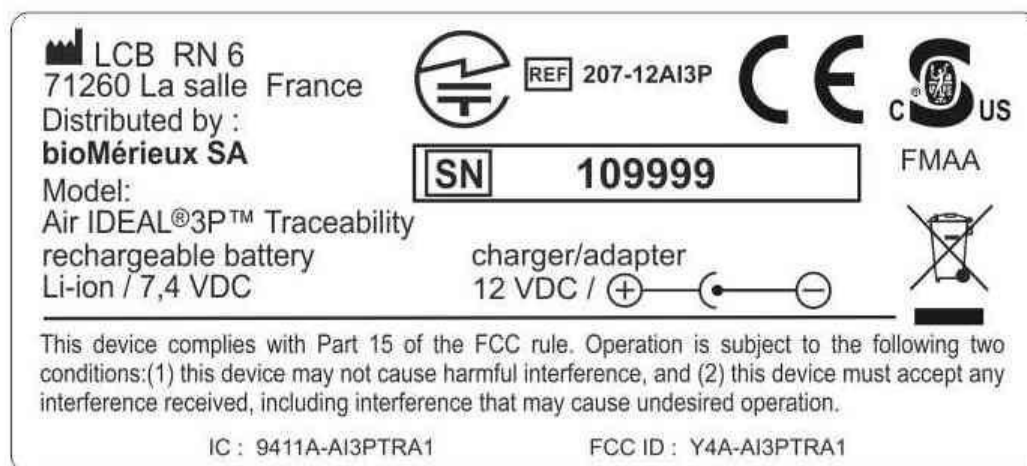 LCB RN 6
71260 La salle France
Distributed by :
bioMérieux SA
Model:
Air IDEAL®3P™ Traceability
rechargeable battery
Li-ion / 7,4 VDC
REF 207-12AI3P
CE
C ® US
FMAA
SN 109999
charger/adapter
12 VDC /
This device complies with Part 15 of the FCC rule. Operation is subject to the following two
conditions:(1) this device may not cause harmful interference, and (2) this device must accept any
interference received, including interference that may cause undesired operation.
IC : 9411A-AI3PTRA1 FCC ID : Y4A-AI3PTRA1